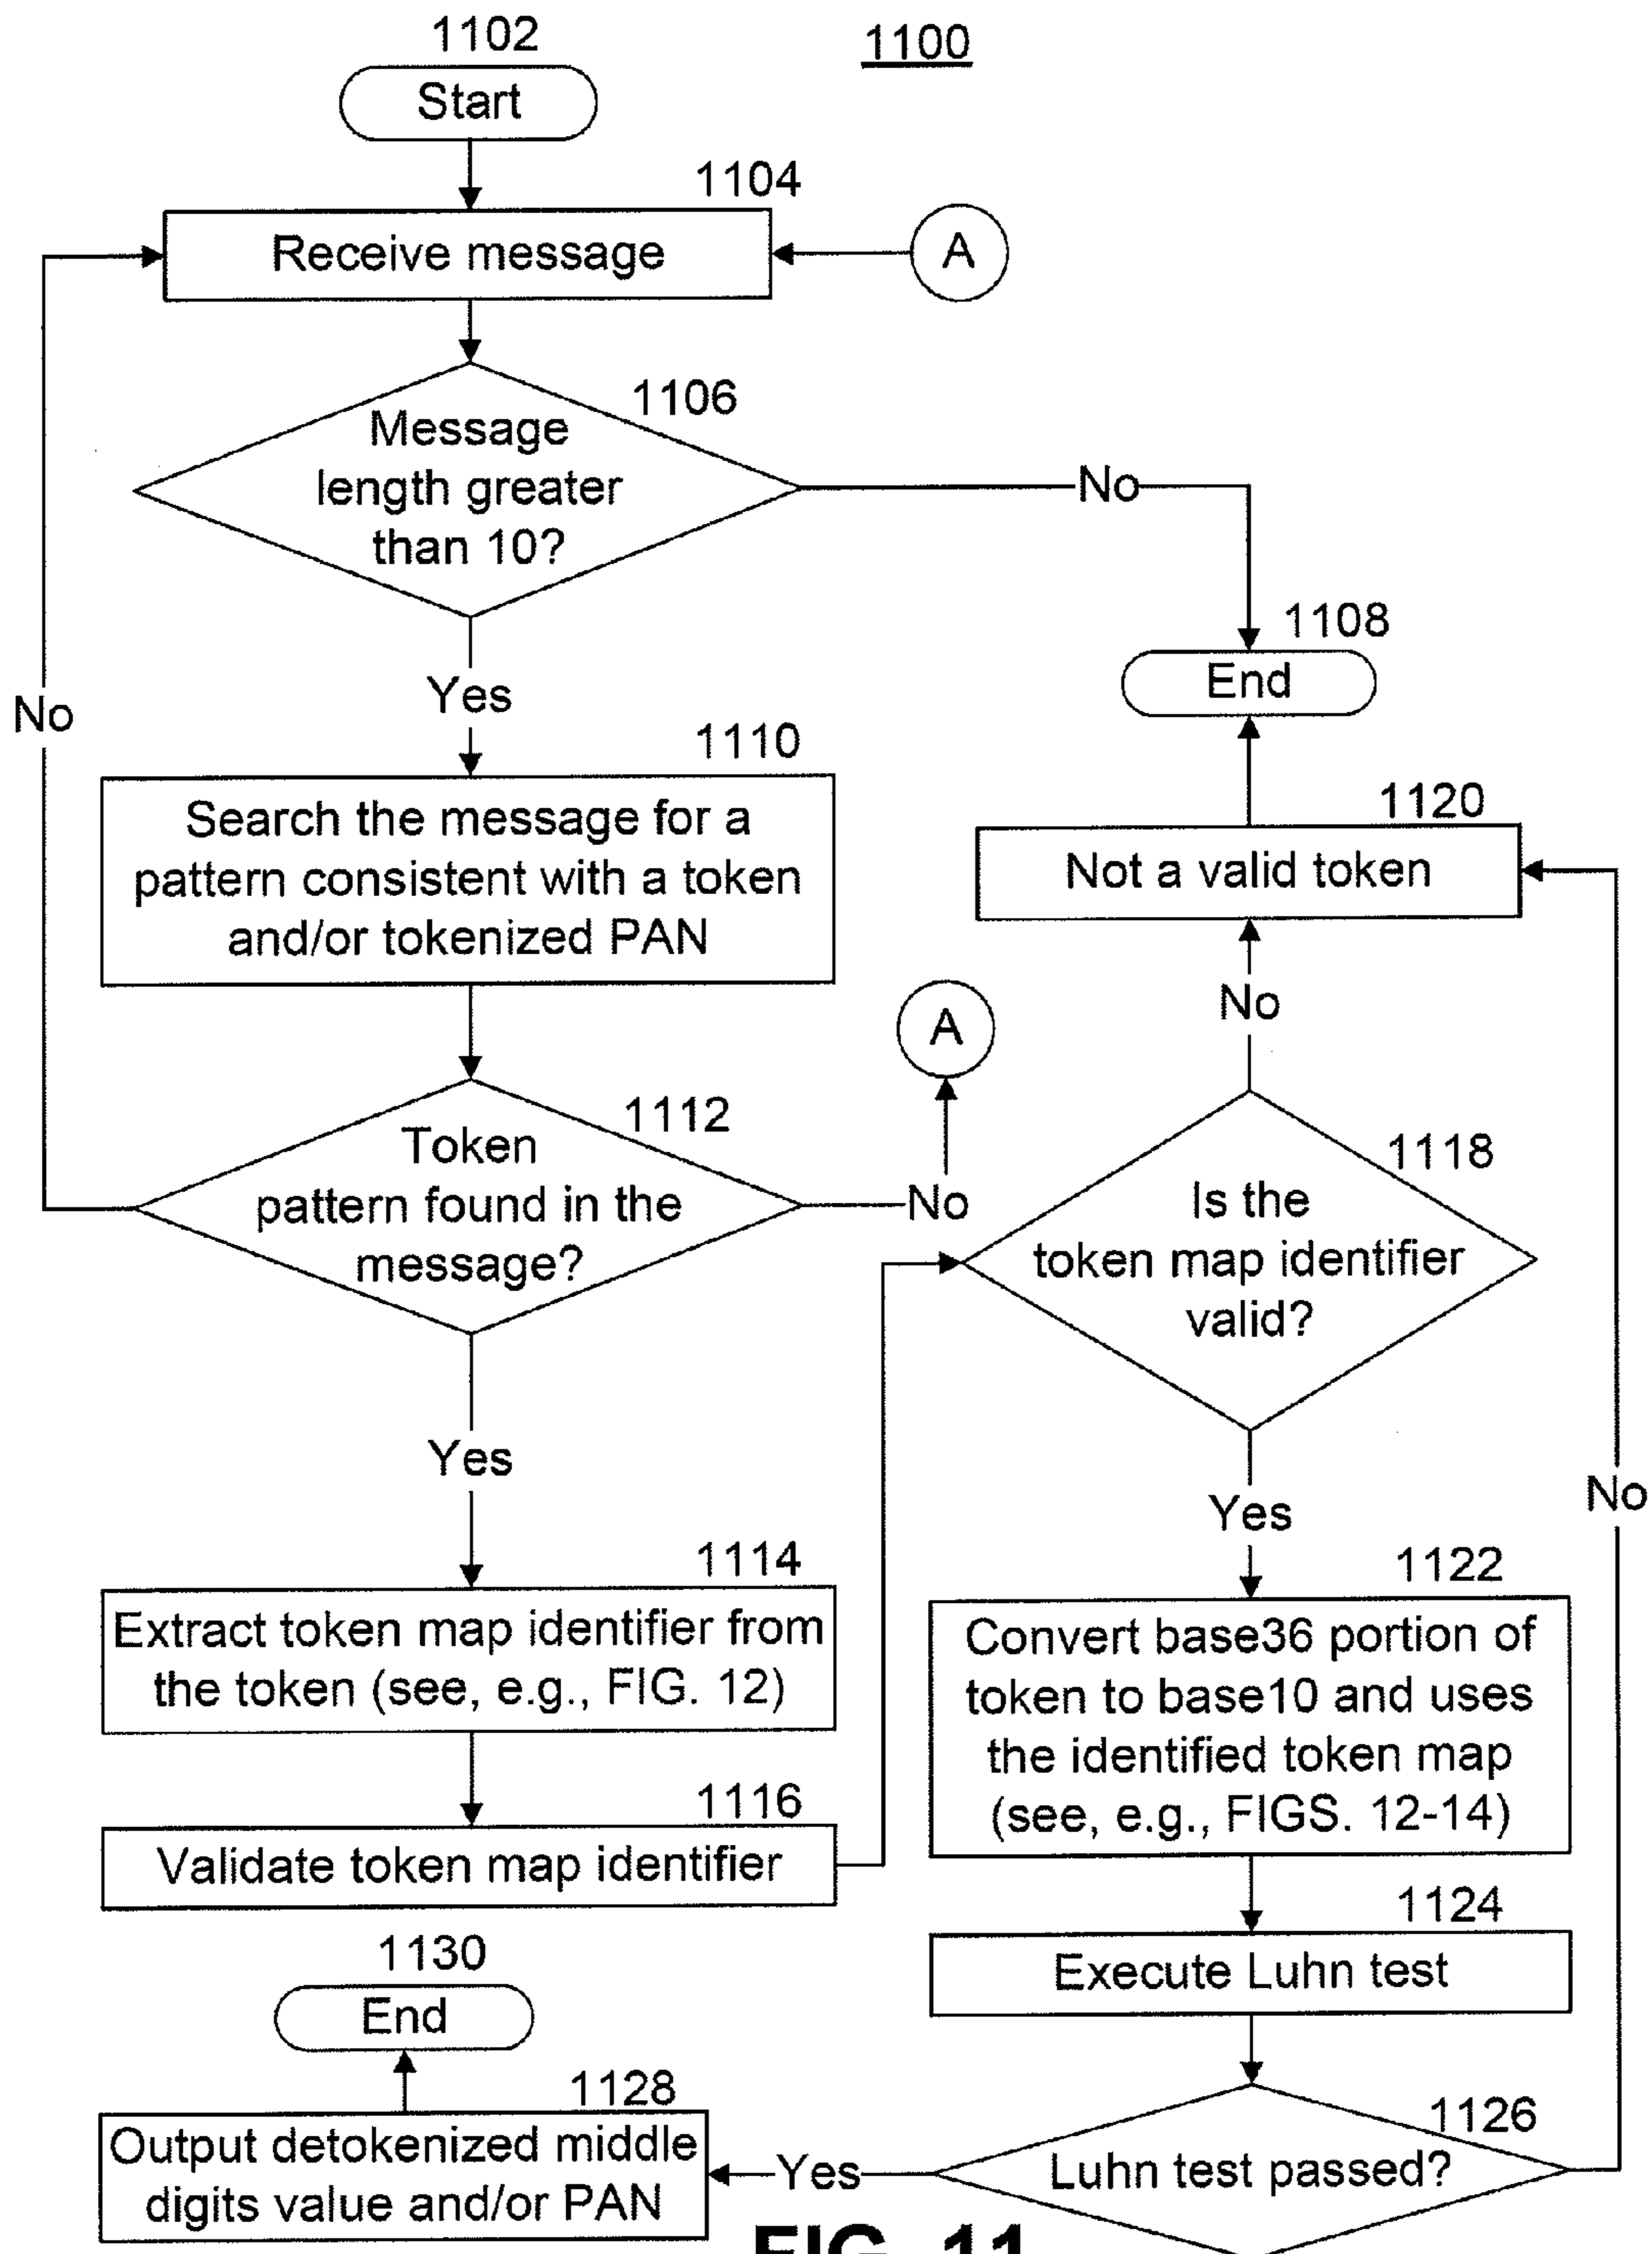 1102
1100
Start
1104
Receive message
A
1106
Message
length greater
than 10?
No
Yes
1108
End
No
1110
Search the message for a
pattern consistent with a token
and/or tokenized PAN
1120
Not a valid token
No
A
1112
Token
pattern found in the
message?
No
1118
Is the
token map identifier
valid?
Yes
Yes
No
1114
Extract token map identifier from
the token (see, e.g., FIG. 12)
1122
Convert base36 portion of
token to base10 and uses
the identified token map
(see, e.g., FIGS. 12-14)
1116
Validate token map identifier
1124
Execute Luhn test
1130
End
1128
Output detokenized middle
digits value and/or PAN
Yes
1126
Luhn test passed?
FIG. 11